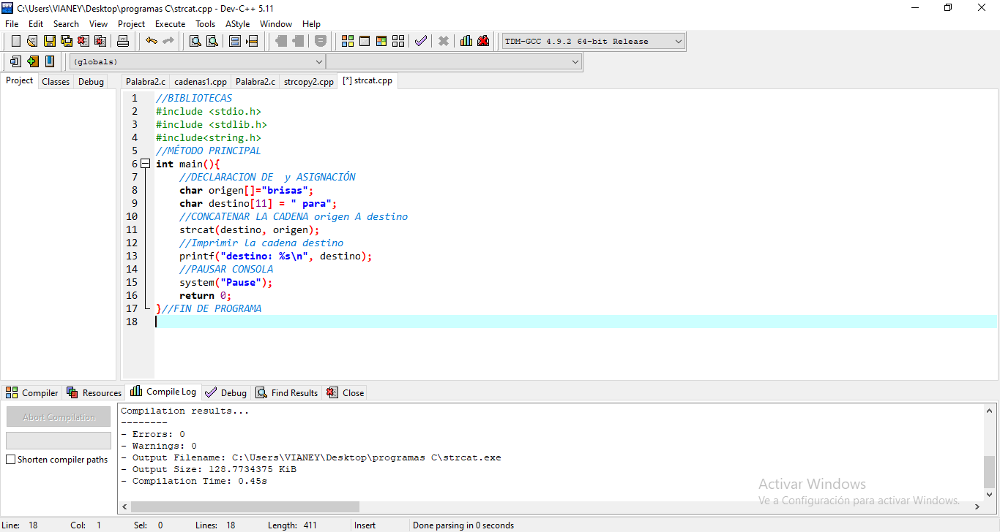 C:\Users\VIANEY\Desktop\programas C\strcat.cpp - Dev-C++ 5.11
File Edit Search View Project Execute Tools AStyle Window Help
TDM-GCC 4.9.2 64-bit Release
(globals)
Project Classes Debug
Palabra2.c cadenas1.cpp Palabra2.c strcopy2.cpp [*] strcat.cpp
1 //BIBLIOTECAS
2 #include <stdio.h>
3 #include <stdlib.h>
4 #include<string.h>
5 //MÉTODO PRINCIPAL
6 int main(){
7 //DECLARACION DE  y ASIGNACIÓN
8 char origen[]="brisas";
9 char destino[11] = " para";
10 //CONCATENAR LA CADENA origen A destino
11 strcat(destino, origen);
12 //Imprimir la cadena destino
13 printf("destino: %s\n", destino);
14 //PAUSAR CONSOLA
15 system("Pause");
16 return 0;
17 }//FIN DE PROGRAMA
18
Compiler Resources Compile Log Debug Find Results Close
Abort Compilation
Shorten compiler paths
Compilation results...
--------
- Errors: 0
- Warnings: 0
- Output Filename: C:\Users\VIANEY\Desktop\programas C\strcat.exe
- Output Size: 128.7734375 KiB
- Compilation Time: 0.45s
Activar Windows
Ve a Configuración para activar Windows.
Line: 18 Col: 1 Sel: 0 Lines: 18 Length: 411 Insert Done parsing in 0 seconds